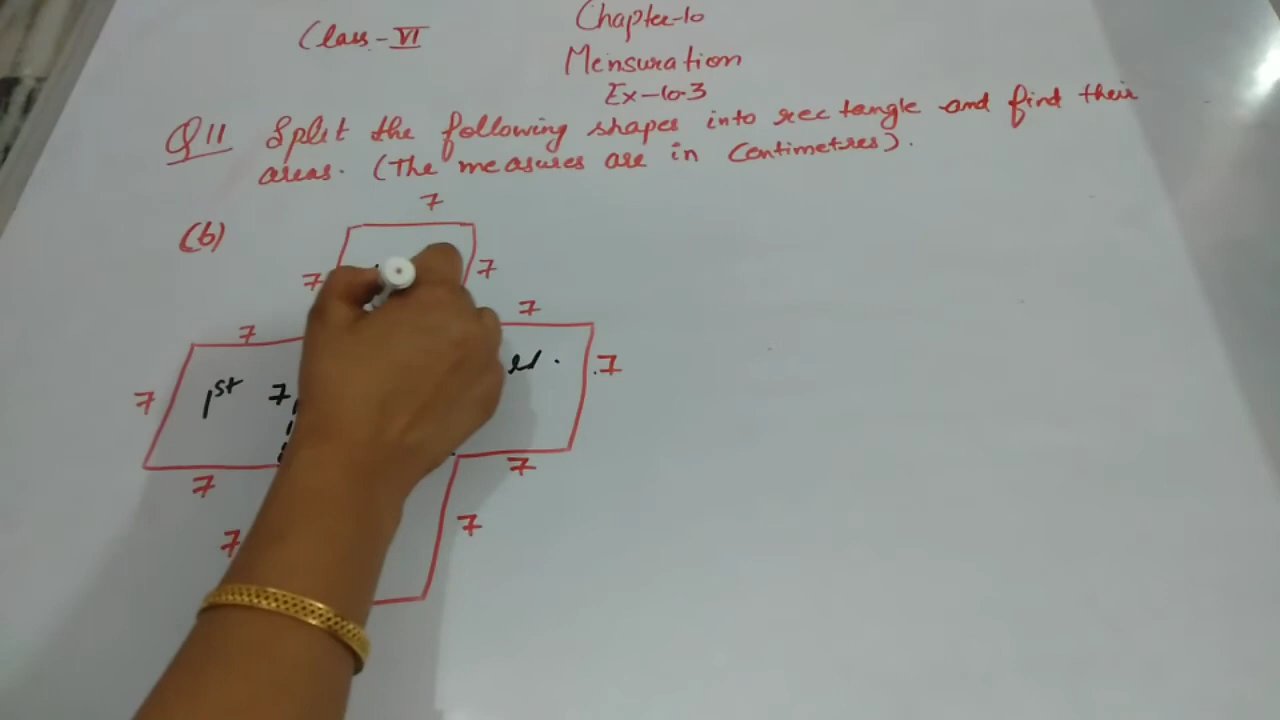 Class-VI
Chapter-10
Mensuration
Ex-10.3
Q11 Split the following shapes into rectangle and find their
areas. (The measures are in Centimetres).
(b)
7
7
7
7
7
7
1st
7
7
7
7
7
7